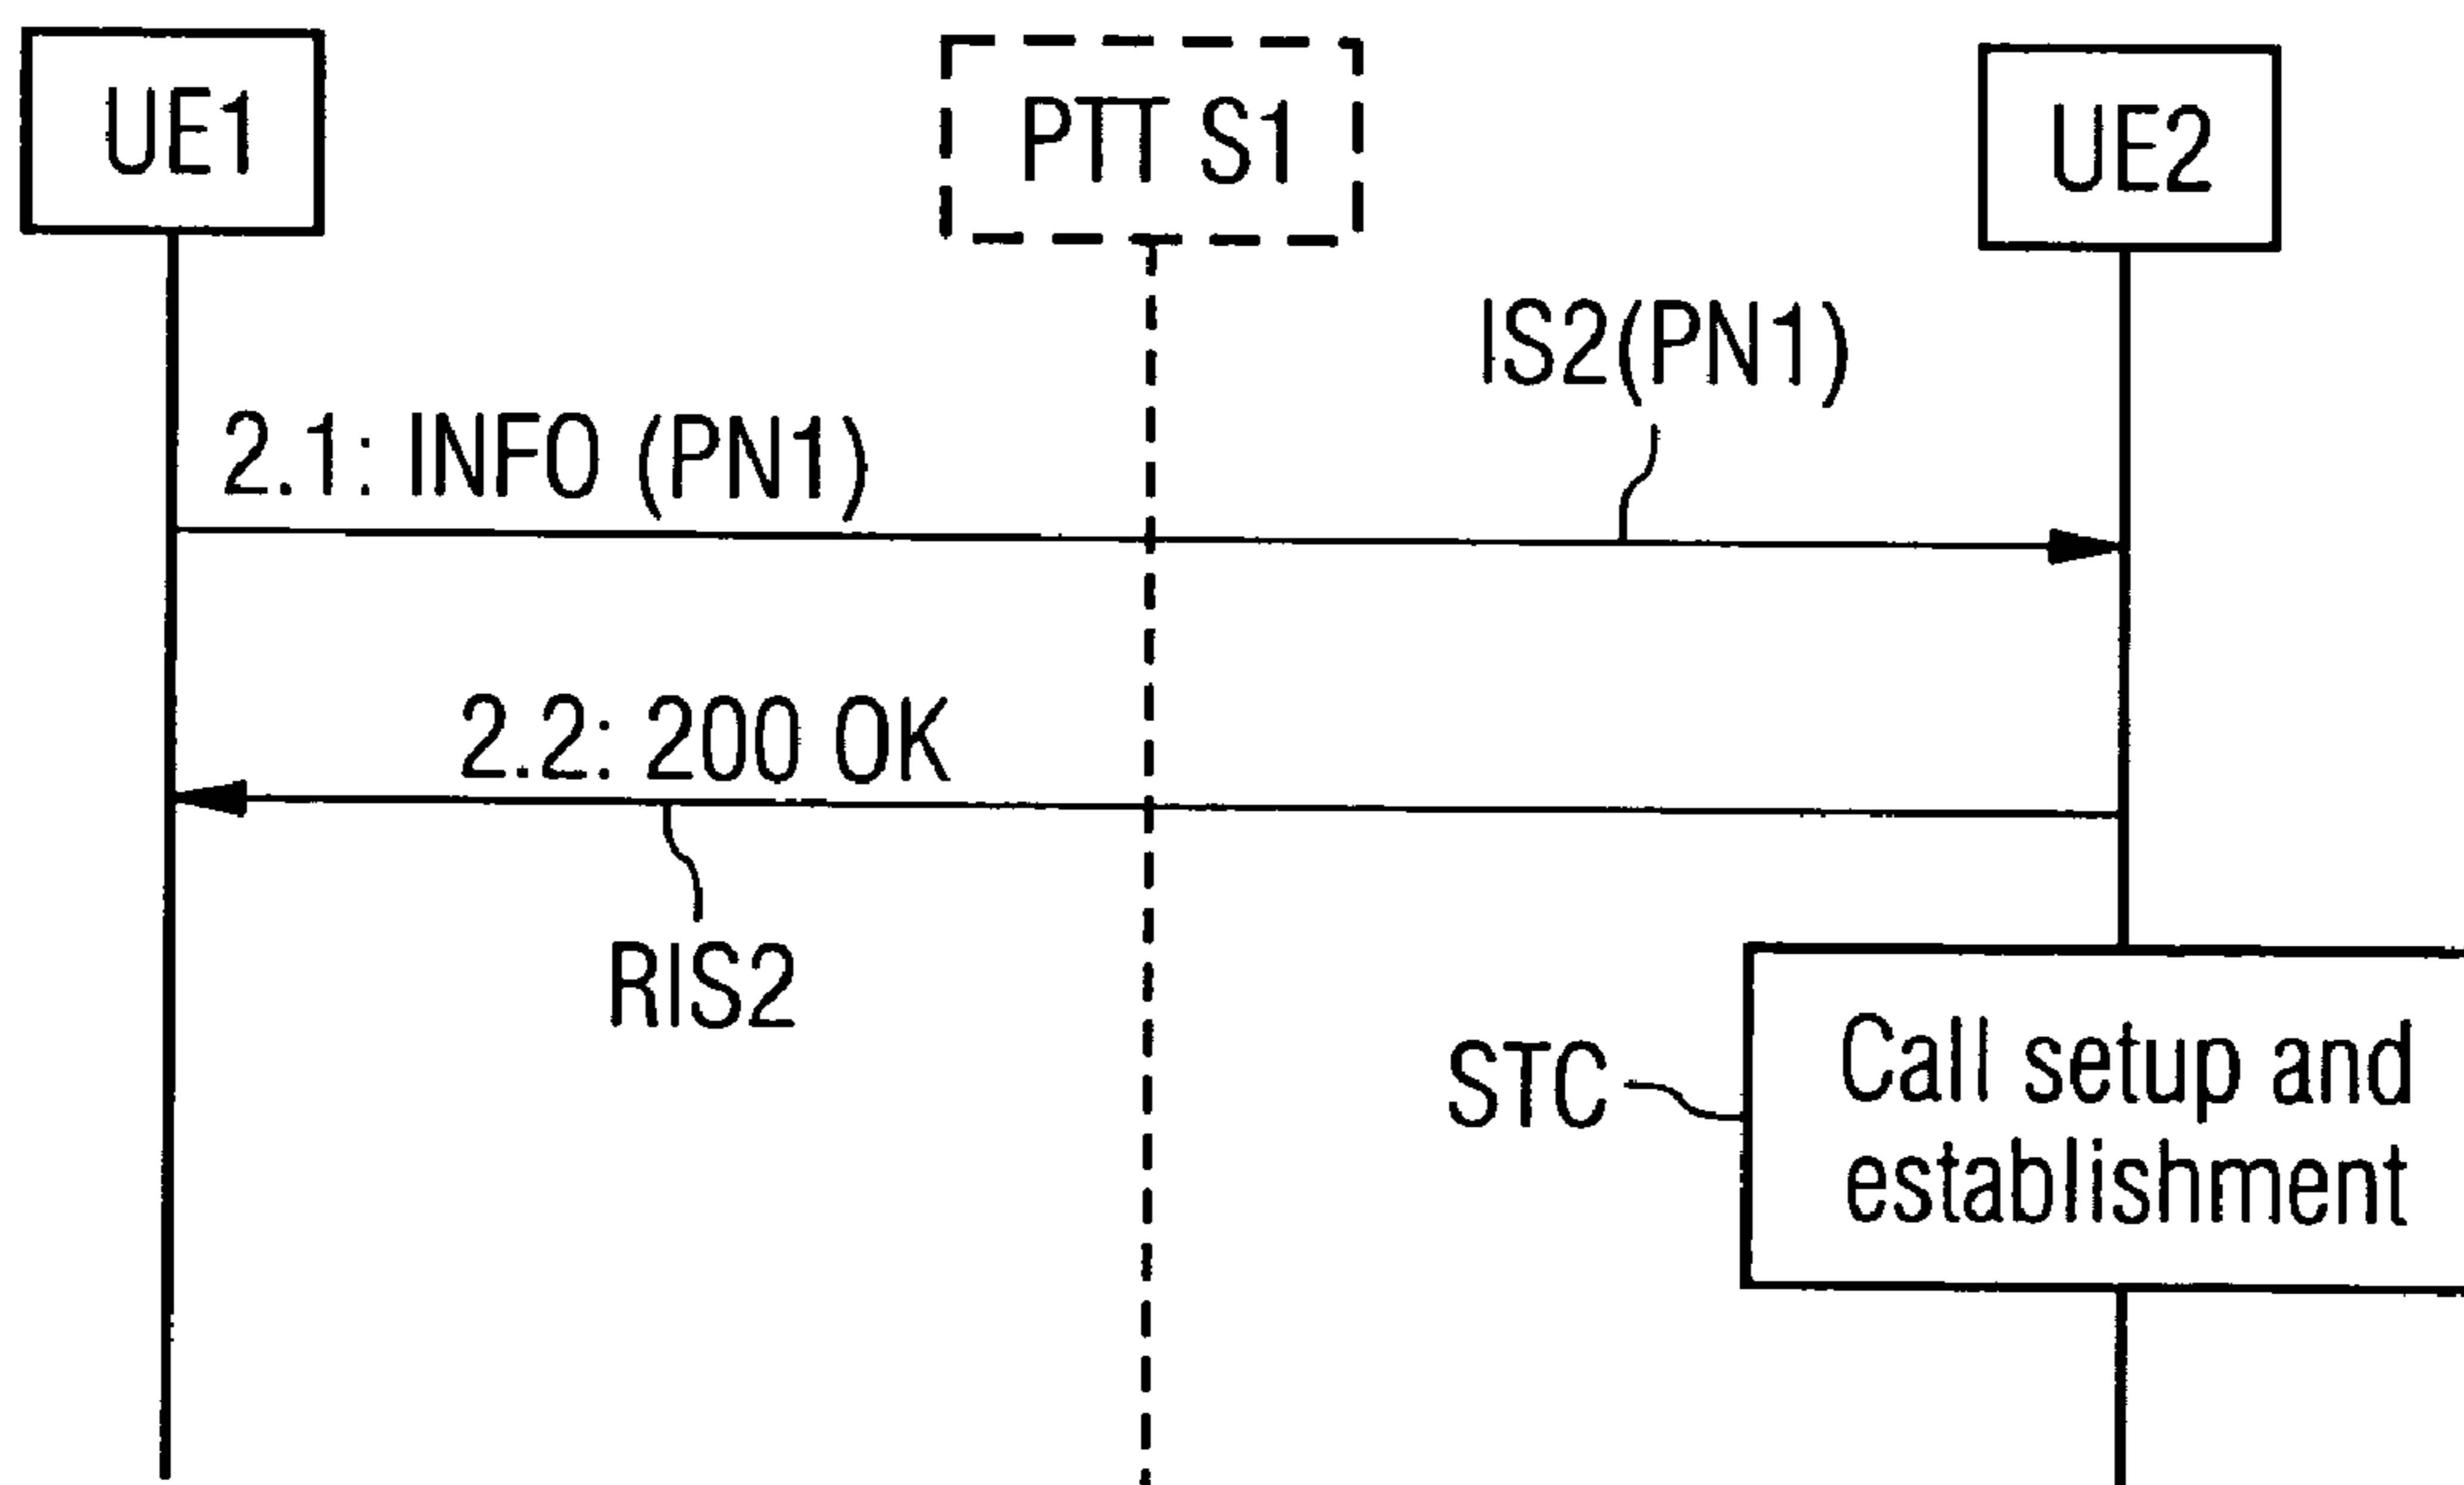 UE1
PTT S1
UE2
IS2(PN1)
2.1: INFO (PN1)
2.2: 200 OK
RIS2
STC
Call setup and
establishment